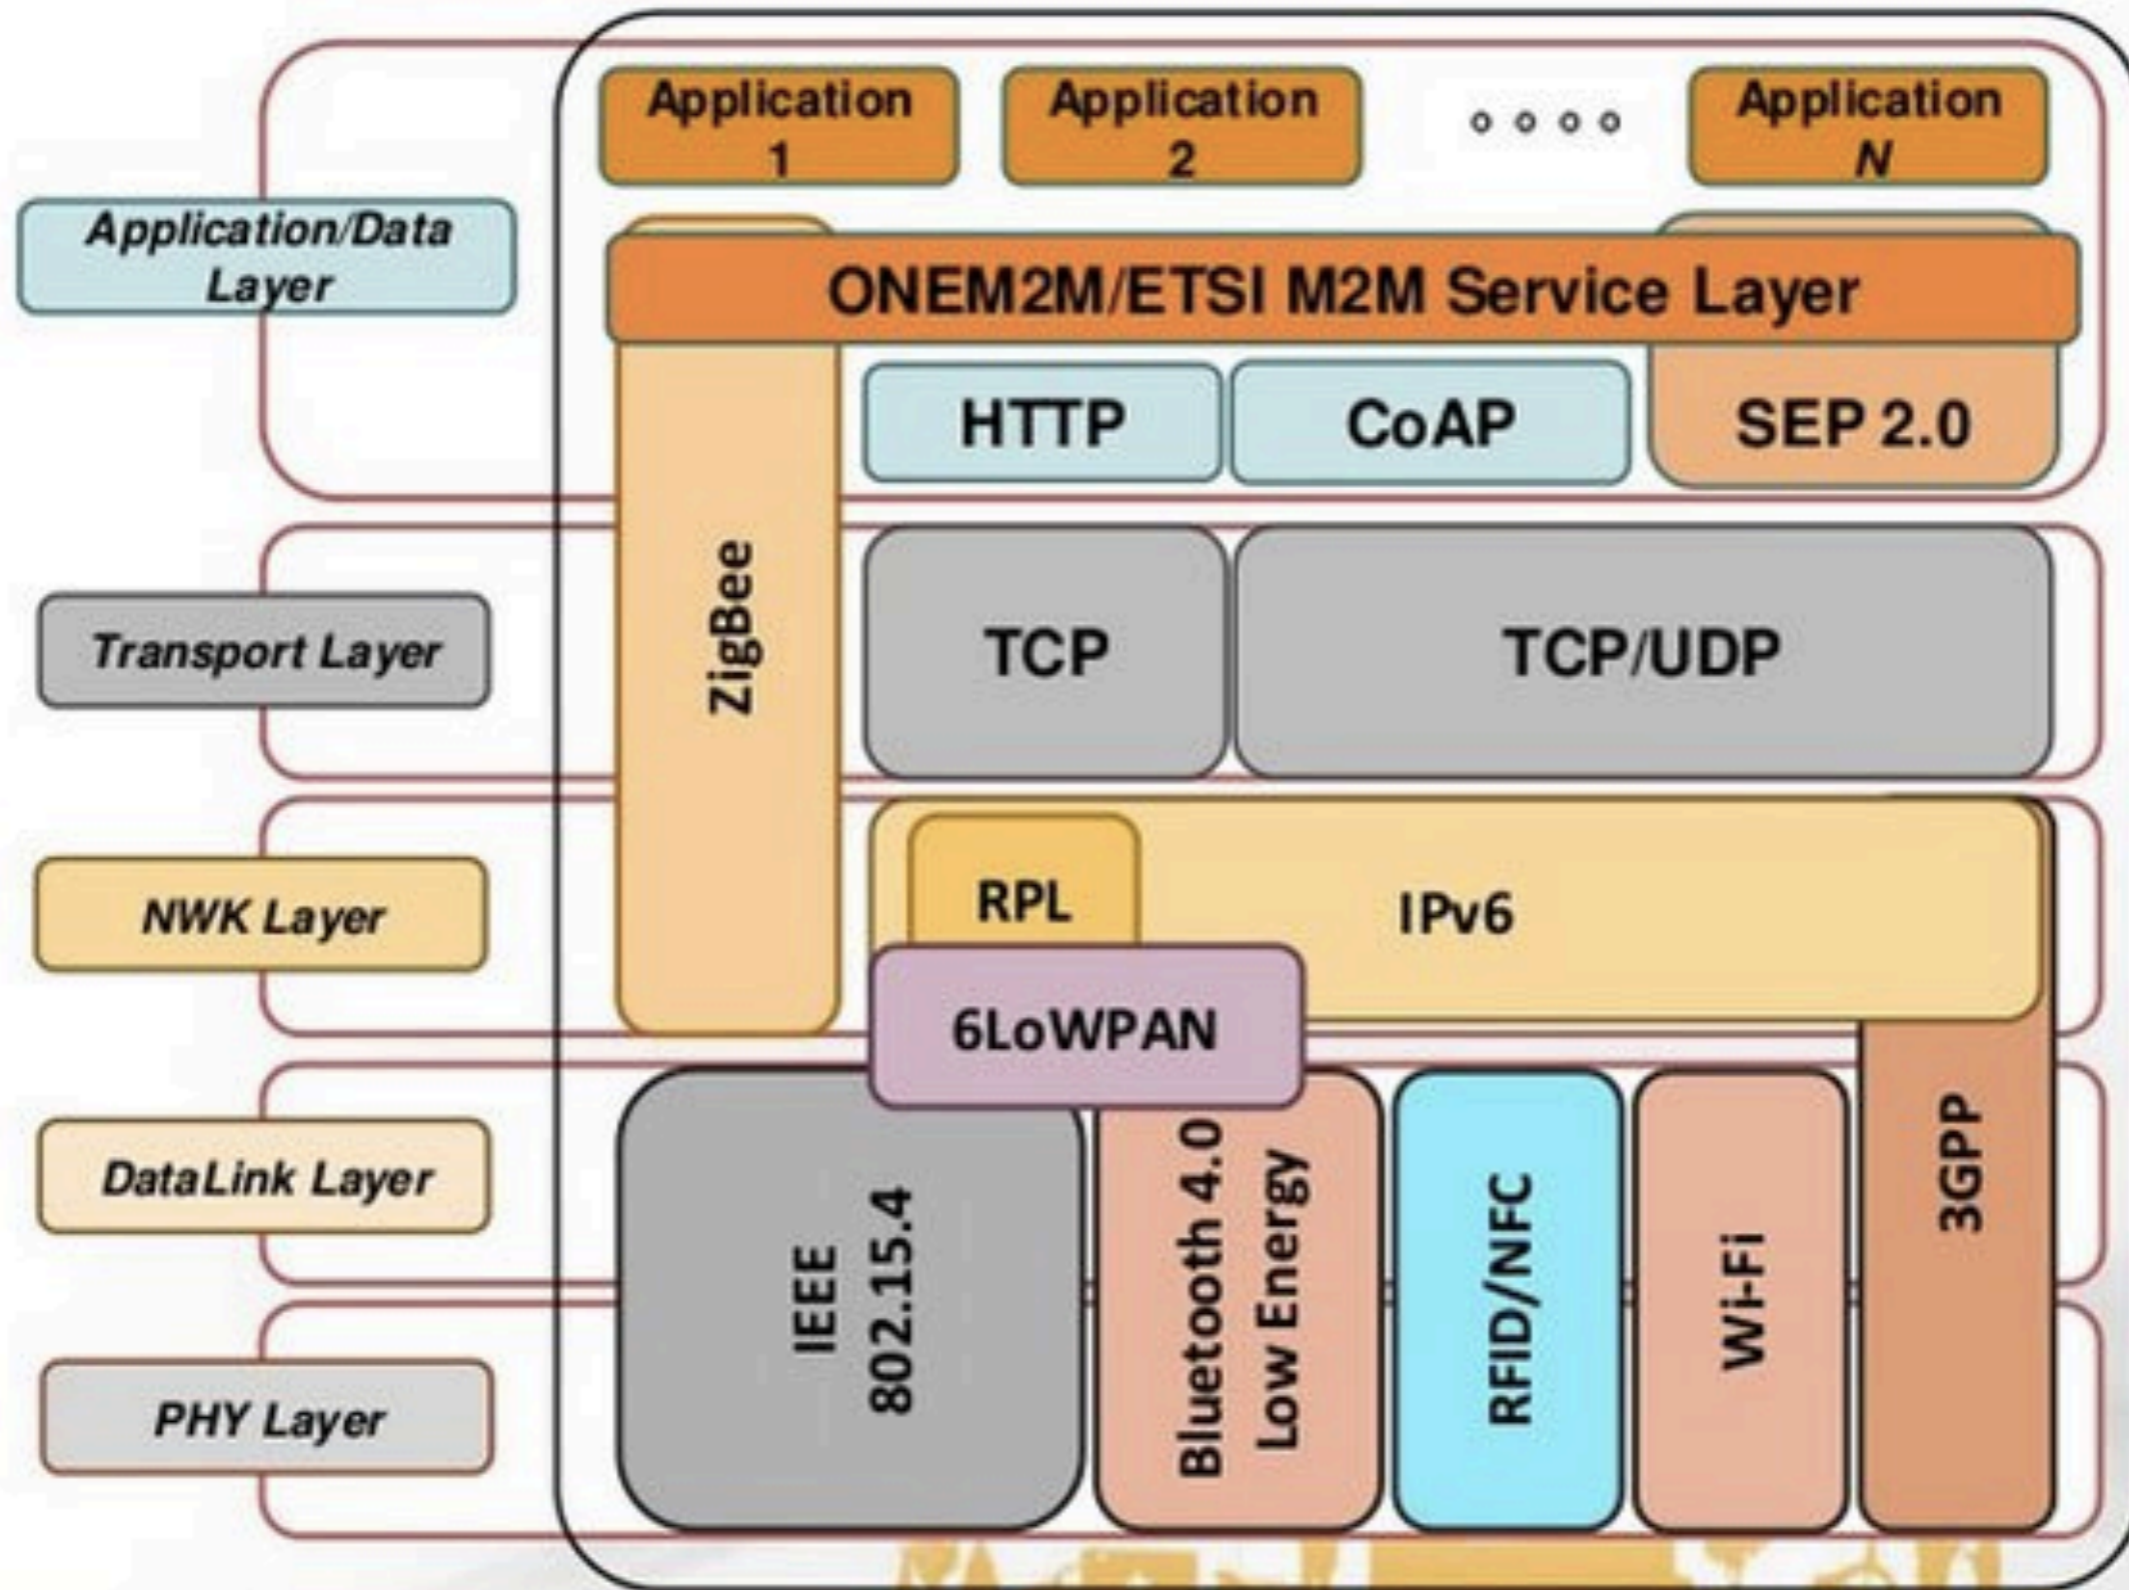 Application
1
Application
2
Application
N
Application/Data
Layer
ONEM2M/ETSI M2M Service Layer
HTTP
CoAP
SEP 2.0
ZigBee
Transport Layer
TCP
TCP/UDP
NWK Layer
RPL
IPv6
6LoWPAN
DataLink Layer
PHY Layer
IEEE
802.15.4
Bluetooth 4.0
Low Energy
RFID/NFC
Wi-Fi
3GPP